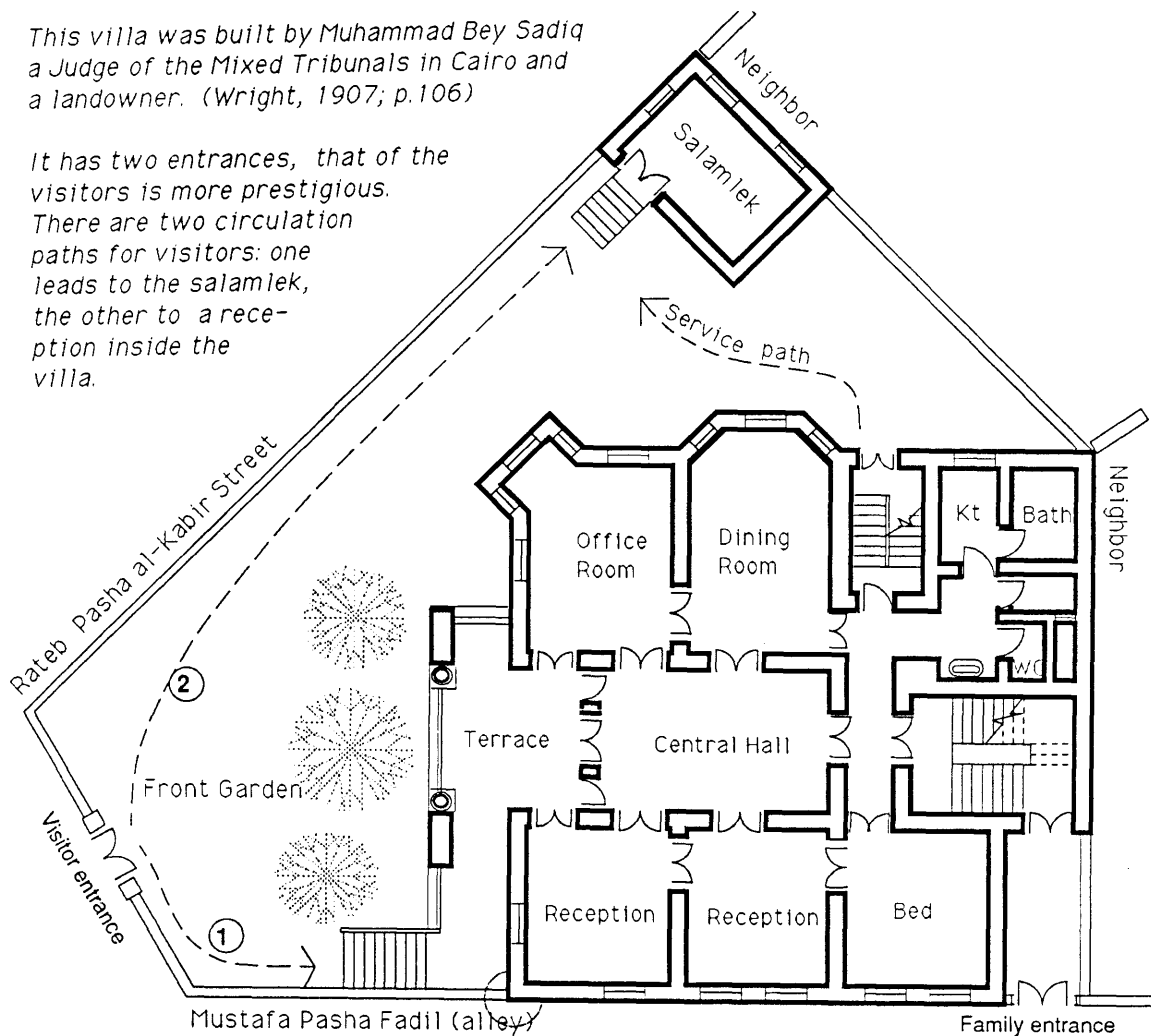 This villa was built by Muhammad Bey Sadiq
a Judge of the Mixed Tribunals in Cairo and
a landowner. (Wright, 1907; p.106)
It has two entrances, that of the
visitors is more prestigious.
There are two circulation
paths for visitors: one
leads to the salamlek,
the other to a rece-
ption inside the
villa.
Neighbor
Salamlek
Service path
Rateb Pasha al-Kabir Street
Neighbor
Kt
Bath
Office
Room
Dining
Room
WC
2
Terrace
Central Hall
Front Garden
Visitor entrance
Reception
Reception
Bed
1
Mustafa Pasha Fadil (alley)
Family entrance